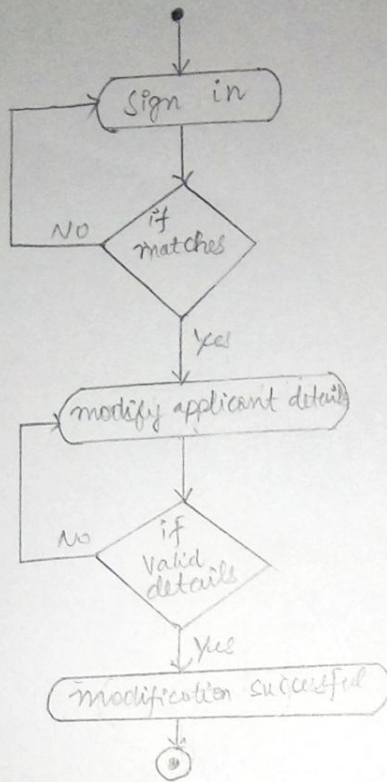 Sign in
if
matches
No
Yes
modify applicant details
if
valid
details
No
Yes
Modification successful